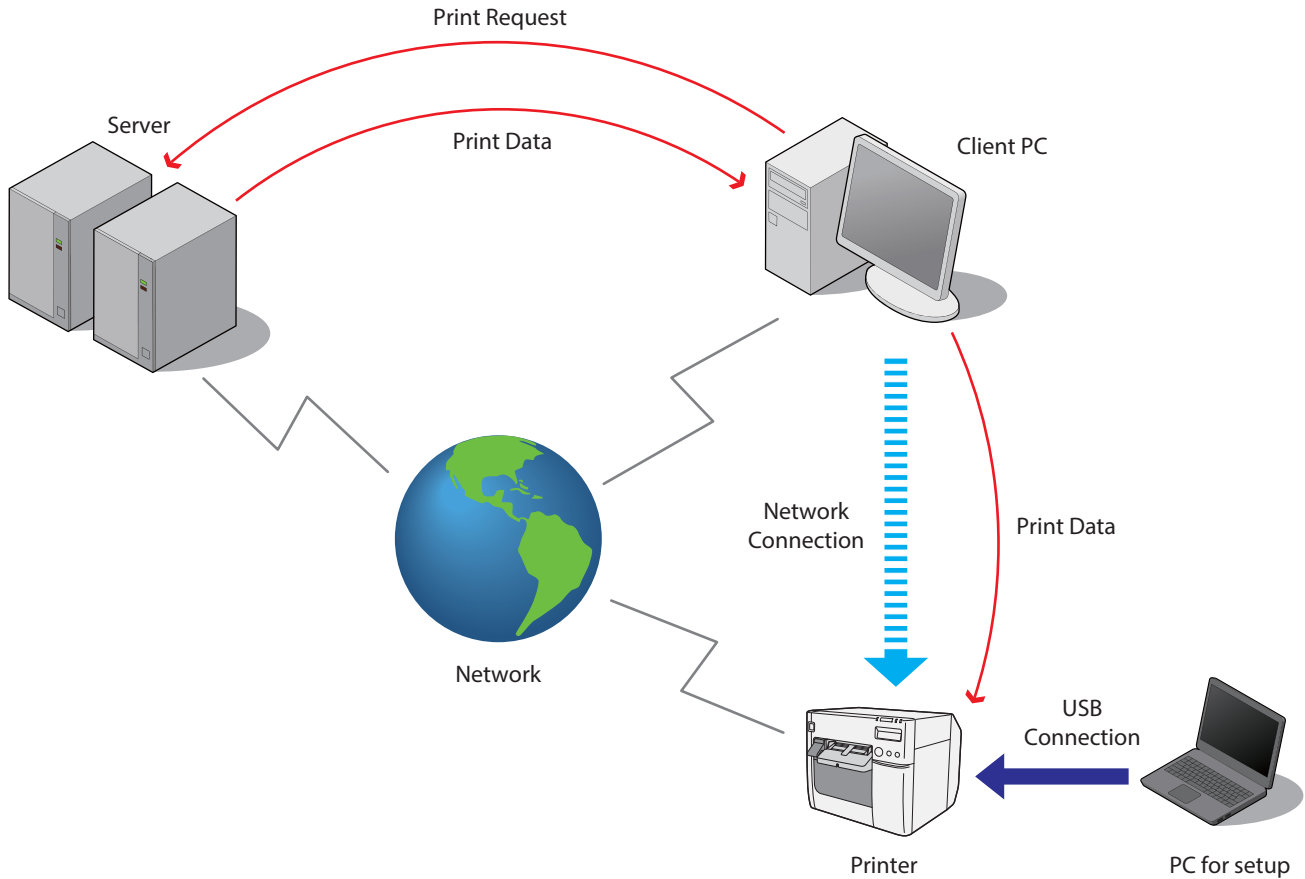 Print Request
Server
Print Data
Client PC
Network
Connection
Print Data
Network
USB
Connection
Printer
PC for setup